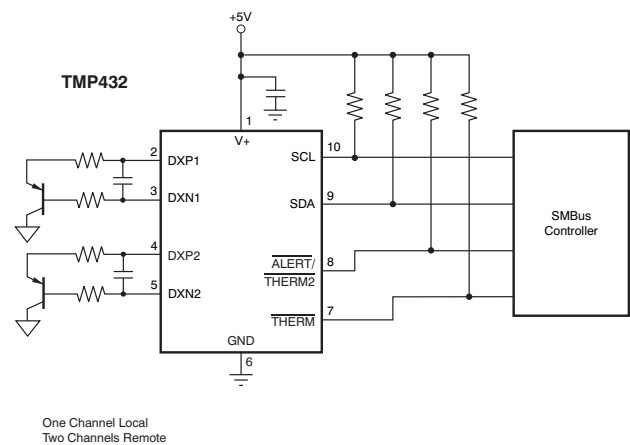 +5V
TMP432
1
V+
2 DXP1
3 DXN1
4 DXP2
5 DXN2
SCL 10
SDA 9
ALERT/
THERM2 8
THERM 7
GND
6
SMBus
Controller
One Channel Local
Two Channels Remote